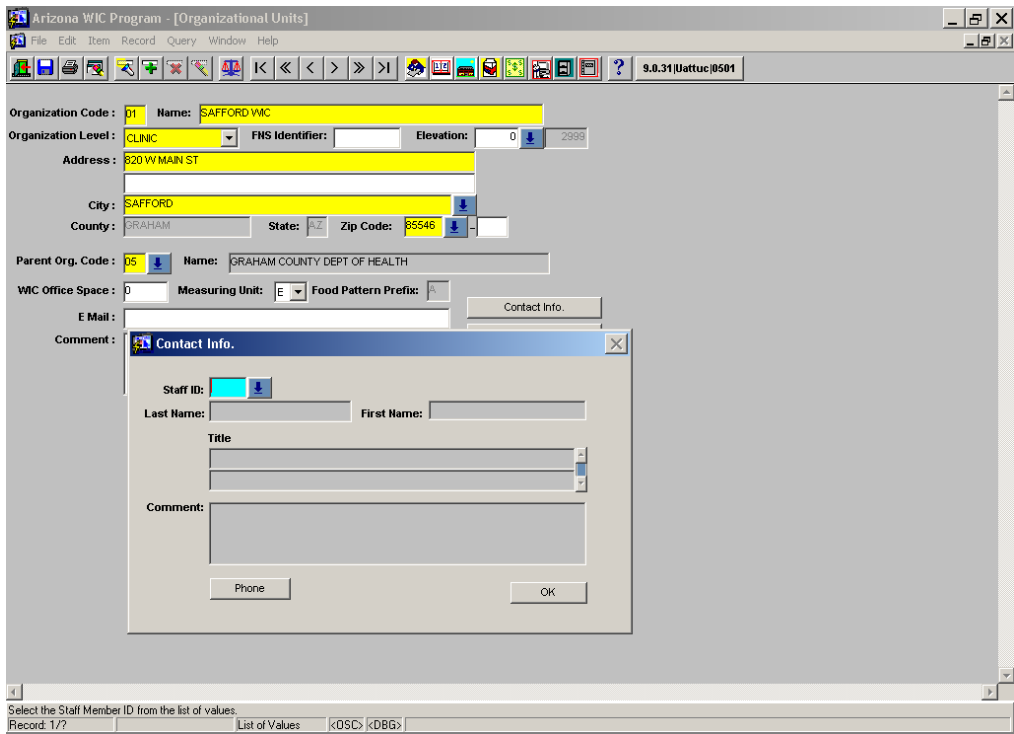 Arizona WIC Program - [Organizational Units]
File Edit Item Record Query Window Help
9.0.31|Uattuc|0501
Organization Code : 01 Name: SAFFORD WIC
Organization Level : CLINIC FNS Identifier: Elevation: 0 2999
Address : 820 W MAIN ST
City : SAFFORD
County : GRAHAM State: AZ Zip Code: 85546 -
Parent Org. Code : 05 Name: GRAHAM COUNTY DEPT OF HEALTH
WIC Office Space : 0 Measuring Unit: E Food Pattern Prefix: A
Contact Info.
E Mail :
Comment :
Contact Info.
Staff ID:
Last Name: First Name:
Title
Comment:
Phone OK
Select the Staff Member ID from the list of values.
Record: 1/? List of Values <OSC> <DBG>